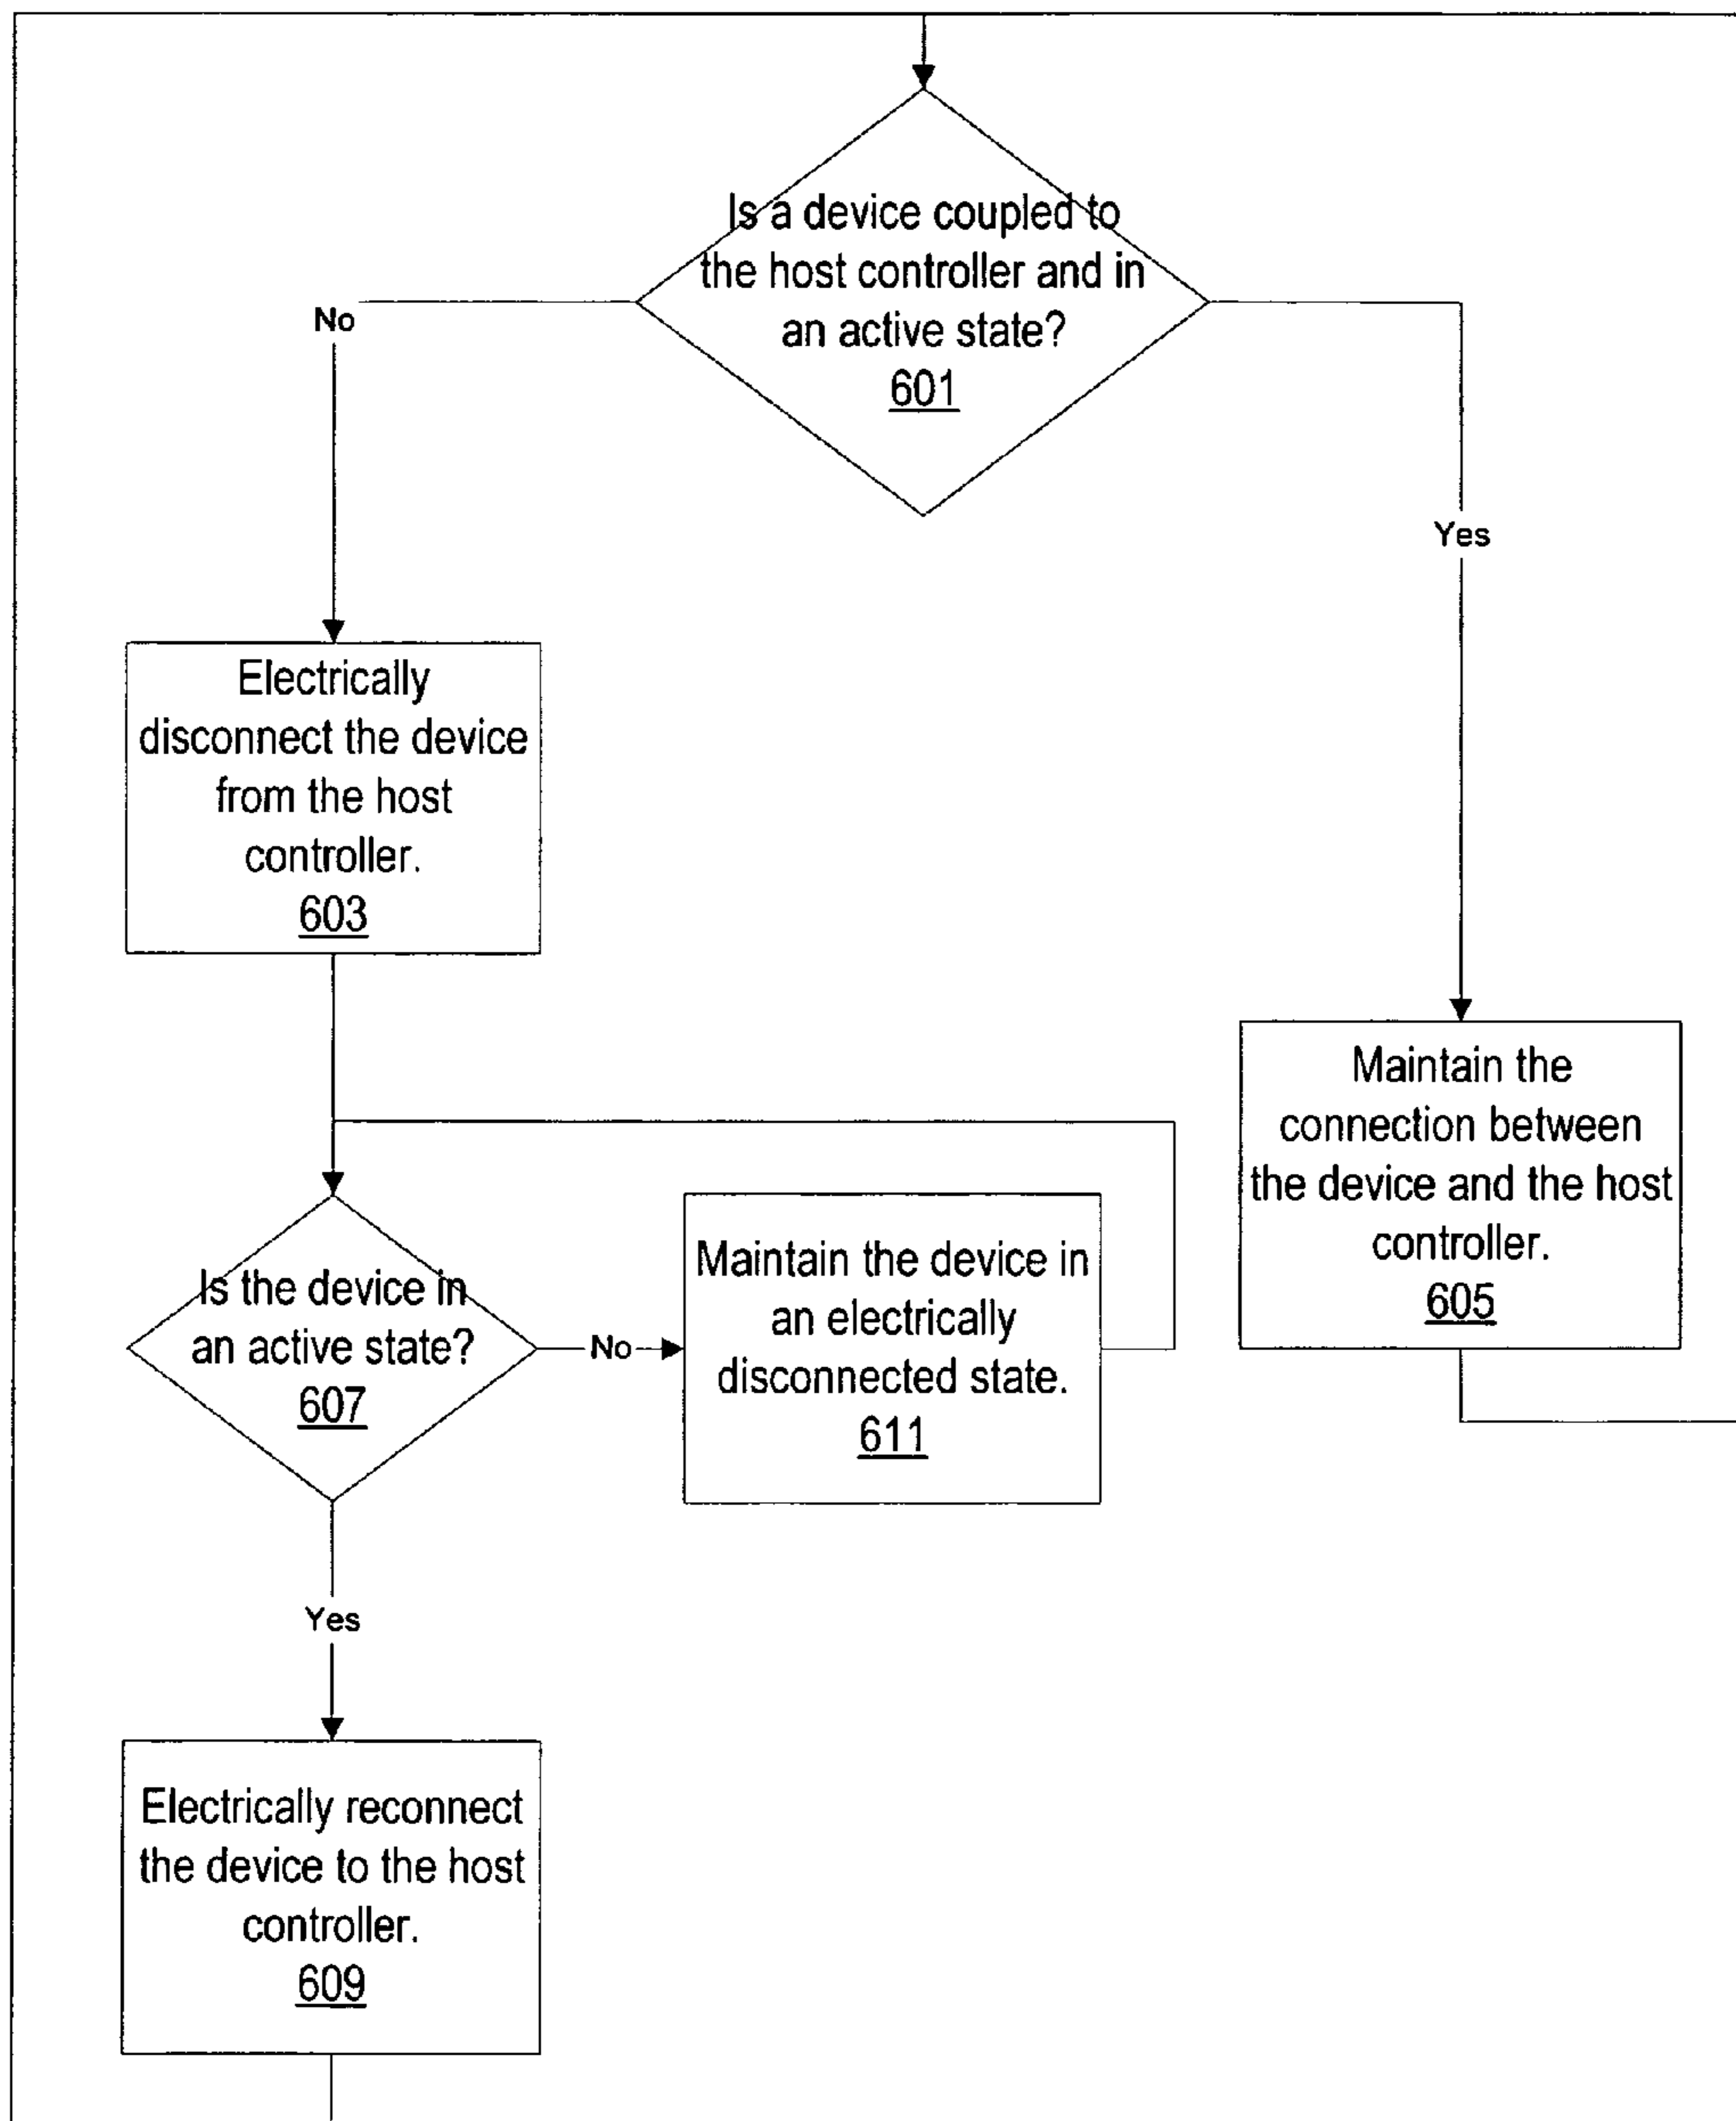 Is a device coupled to
the host controller and in
an active state?
601
No
Yes
Electrically
disconnect the device
from the host
controller.
603
Maintain the
connection between
the device and the host
controller.
605
Is the device in
an active state?
607
No
Maintain the device in
an electrically
disconnected state.
611
Yes
Electrically reconnect
the device to the host
controller.
609